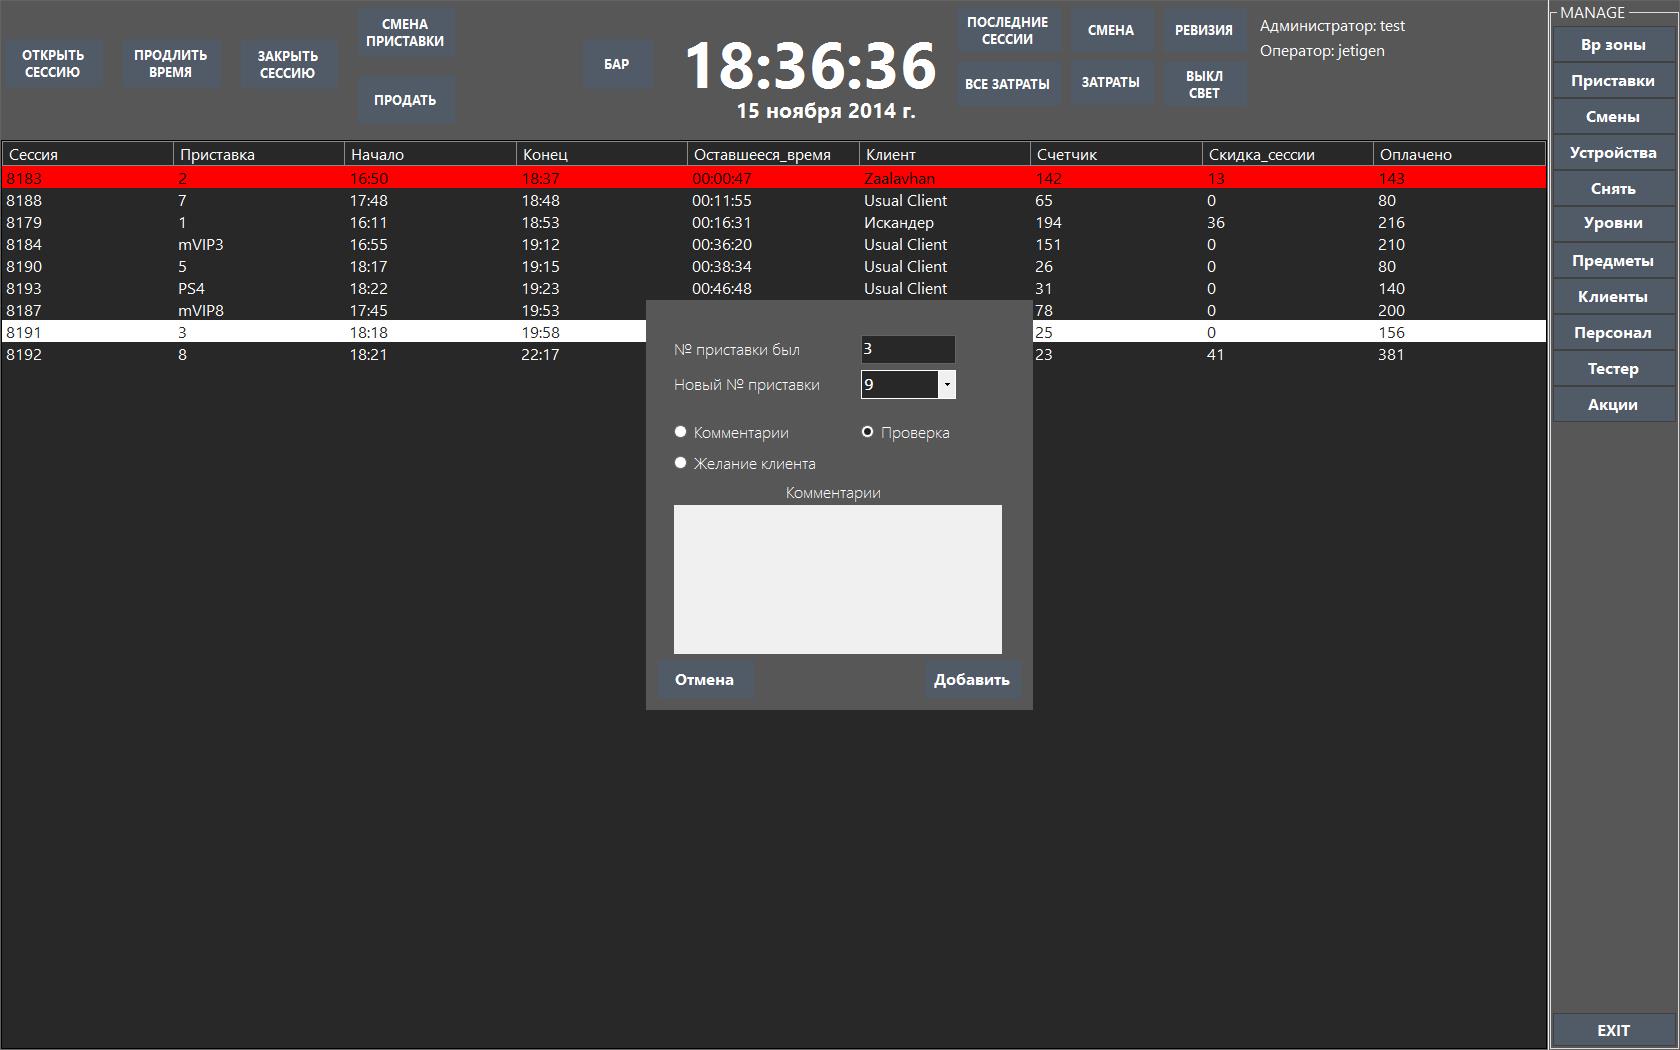 ОТКРЫТЬ
СЕССИЮ
ПРОДЛИТЬ
ВРЕМЯ
ЗАКРЫТЬ
СЕССИЮ
СМЕНА
ПРИСТАВКИ
ПРОДАТЬ
БАР
18:36:36
15 ноября 2014 г.
ПОСЛЕДНИЕ
СЕССИИ
СМЕНА
РЕВИЗИЯ
ВСЕ ЗАТРАТЫ
ЗАТРАТЫ
ВЫКЛ
СВЕТ
Администратор: test
Оператор: jetigen
Сессия Приставка Начало Конец Оставшееся_время Клиент Счетчик Скидка_сессии Оплачено
8183 2 16:50 18:37 00:00:47 Zaalavhan 142 13 143
8188 7 17:48 18:48 00:11:55 Usual Client 65 0 80
8179 1 16:11 18:53 00:16:31 Искандер 194 36 216
8184 mVIP3 16:55 19:12 00:36:20 Usual Client 151 0 210
8190 5 18:17 19:15 00:38:34 Usual Client 26 0 80
8193 PS4 18:22 19:23 00:46:48 Usual Client 31 0 140
8187 mVIP8 17:45 19:53 78 0 200
8191 3 18:18 19:58 25 0 156
8192 8 18:21 22:17 23 41 381
№ приставки был 3
Новый № приставки 9
Комментарии Проверка
Желание клиента
Комментарии
Отмена Добавить
MANAGE
Вр зоны
Приставки
Смены
Устройства
Снять
Уровни
Предметы
Клиенты
Персонал
Тестер
Акции
EXIT